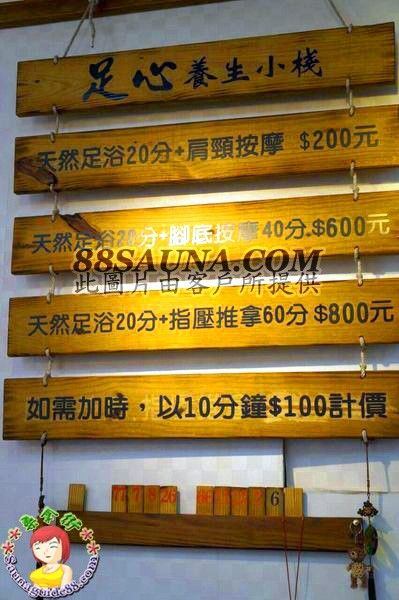 足心 養生小棧
天然足浴20分+肩頸按摩 $200元
天然足浴20分+腳底按摩40分.$600元
88SAUNA.COM
此圖片由客戶所提供
天然足浴20分+指壓推拿60分 $800元
如需加時，以10分鐘$100計價
6